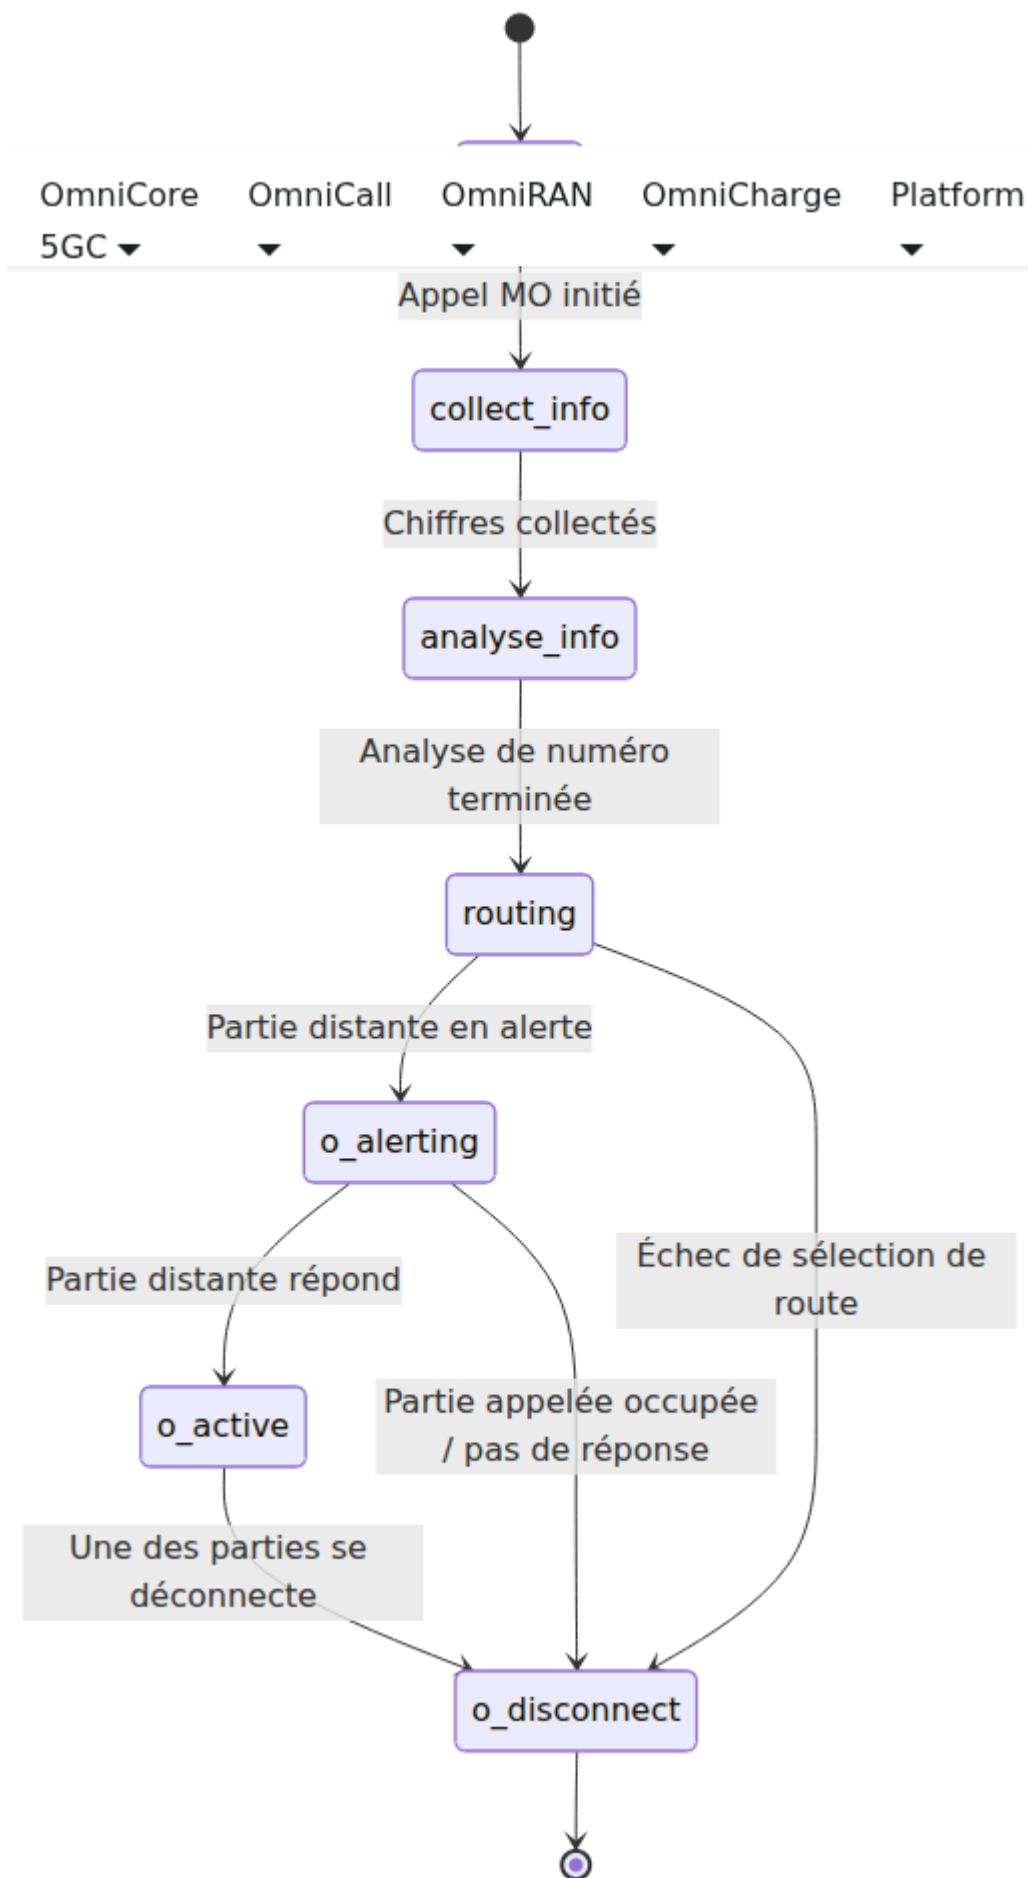 OmniCore OmniCall OmniRAN OmniCharge Platform
5GC
Appel MO initié
collect_info
Chiffres collectés
analyse_info
Analyse de numéro
terminée
routing
Partie distante en alerte
o_alerting
Échec de sélection de
route
Partie distante répond
Partie appelée occupée
/ pas de réponse
o_active
Une des parties se
déconnecte
o_disconnect